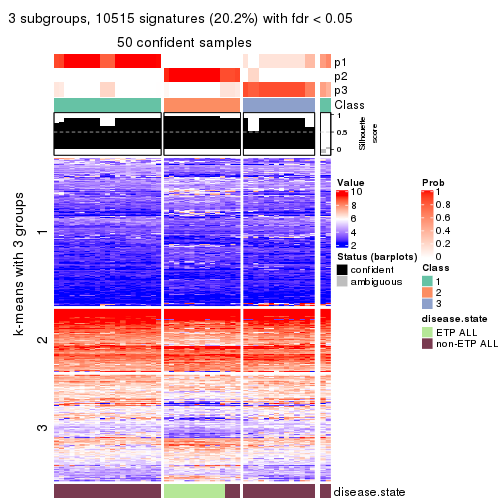 3 subgroups, 10515 signatures (20.2%) with fdr < 0.05
50 confident samples
p1
p2
p3
Class
1
0.5
0
Silhouette
score
k-means with 3 groups
1
2
3
disease.state
Value
10
8
6
4
2
Status (barplots)
confident
ambiguous
Prob
1
0.8
0.6
0.4
0.2
0
Class
1
2
3
disease.state
ETP ALL
non-ETP ALL